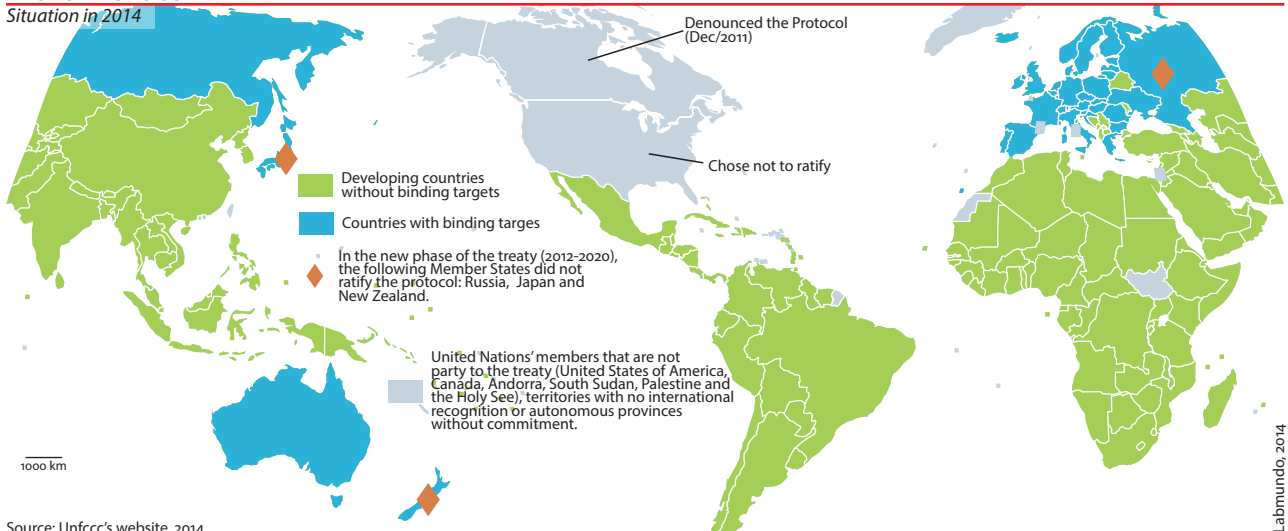 Situation in 2014
Denounced the Protocol
(Dec/2011)
Chose not to ratify
Developing countries
without binding targets
Countries with binding targes
In the new phase of the treaty (2012-2020),
the following Member States did not
ratify the protocol: Russia, Japan and
New Zealand.
United Nations' members that are not
party to the treaty (United States of America,
Canada, Andorra, South Sudan, Palestine and
the Holy See), territories with no international
recognition or autonomous provinces
without commitment.
1000 km
Source: Unfccc's website, 2014
Labmundo, 2014